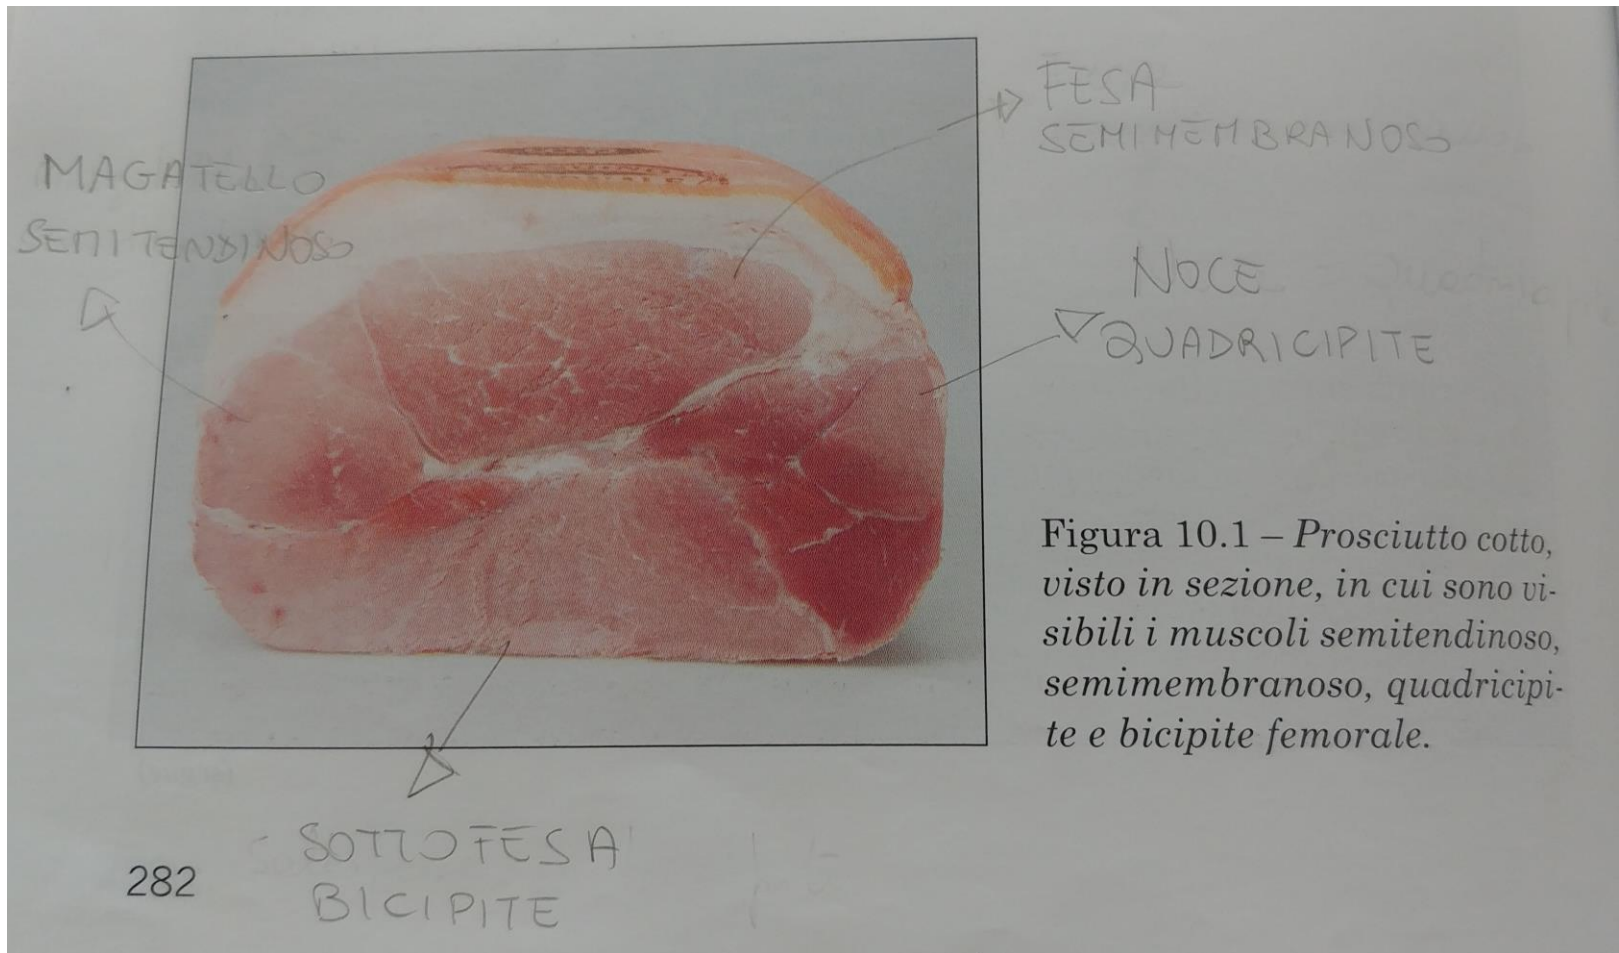 FESA
SEMIMEMBRANOSO
MAGATELLO
SEMITENDINOSO
NOCE
QUADRICIPITE
Figura 10.1 – Prosciutto cotto,
visto in sezione, in cui sono vi-
sibili i muscoli semitendinoso,
semimembranoso, quadricipi-
te e bicipite femorale.
- SOTTOFESA
BICIPITE
282